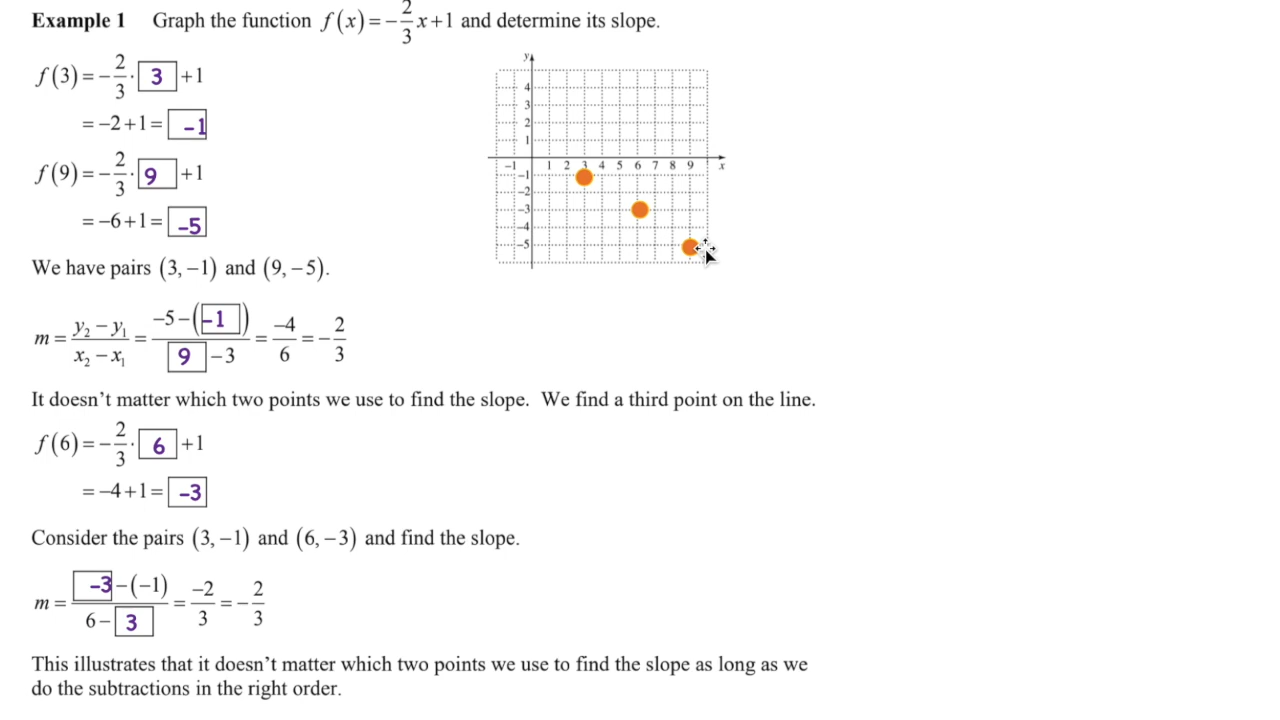 Example 1 Graph the function f(x) = -2/3 x+1 and determine its slope.
f(3) = -2/3 · 3 +1
= -2+1 = -1
f(9) = -2/3 · 9 +1
= -6+1 = -5
We have pairs (3, -1) and (9, -5).
m = y₂ - y₁ / x₂ - x₁ = -5 - (-1) / 9 - 3 = -4/6 = -2/3
It doesn't matter which two points we use to find the slope. We find a third point on the line.
f(6) = -2/3 · 6 +1
= -4+1 = -3
Consider the pairs (3, -1) and (6, -3) and find the slope.
m = -3 - (-1) / 6 - 3 = -2/3 = -2/3
This illustrates that it doesn't matter which two points we use to find the slope as long as we
do the subtractions in the right order.
y
4
3
2
1
-1 1 2 3 4 5 6 7 8 9 x
-1
-2
-3
-4
-5